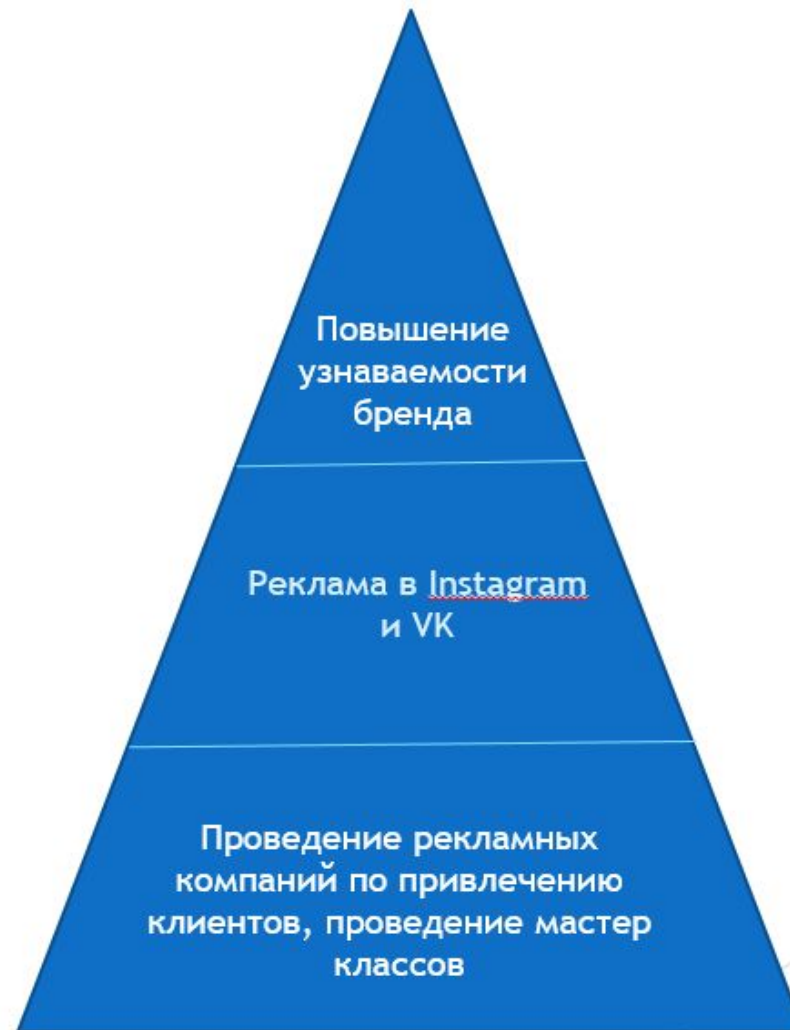 Повышение
узнаваемости
бренда
Реклама в Instagram
и VK
Проведение рекламных
компаний по привлечению
клиентов, проведение мастер
классов